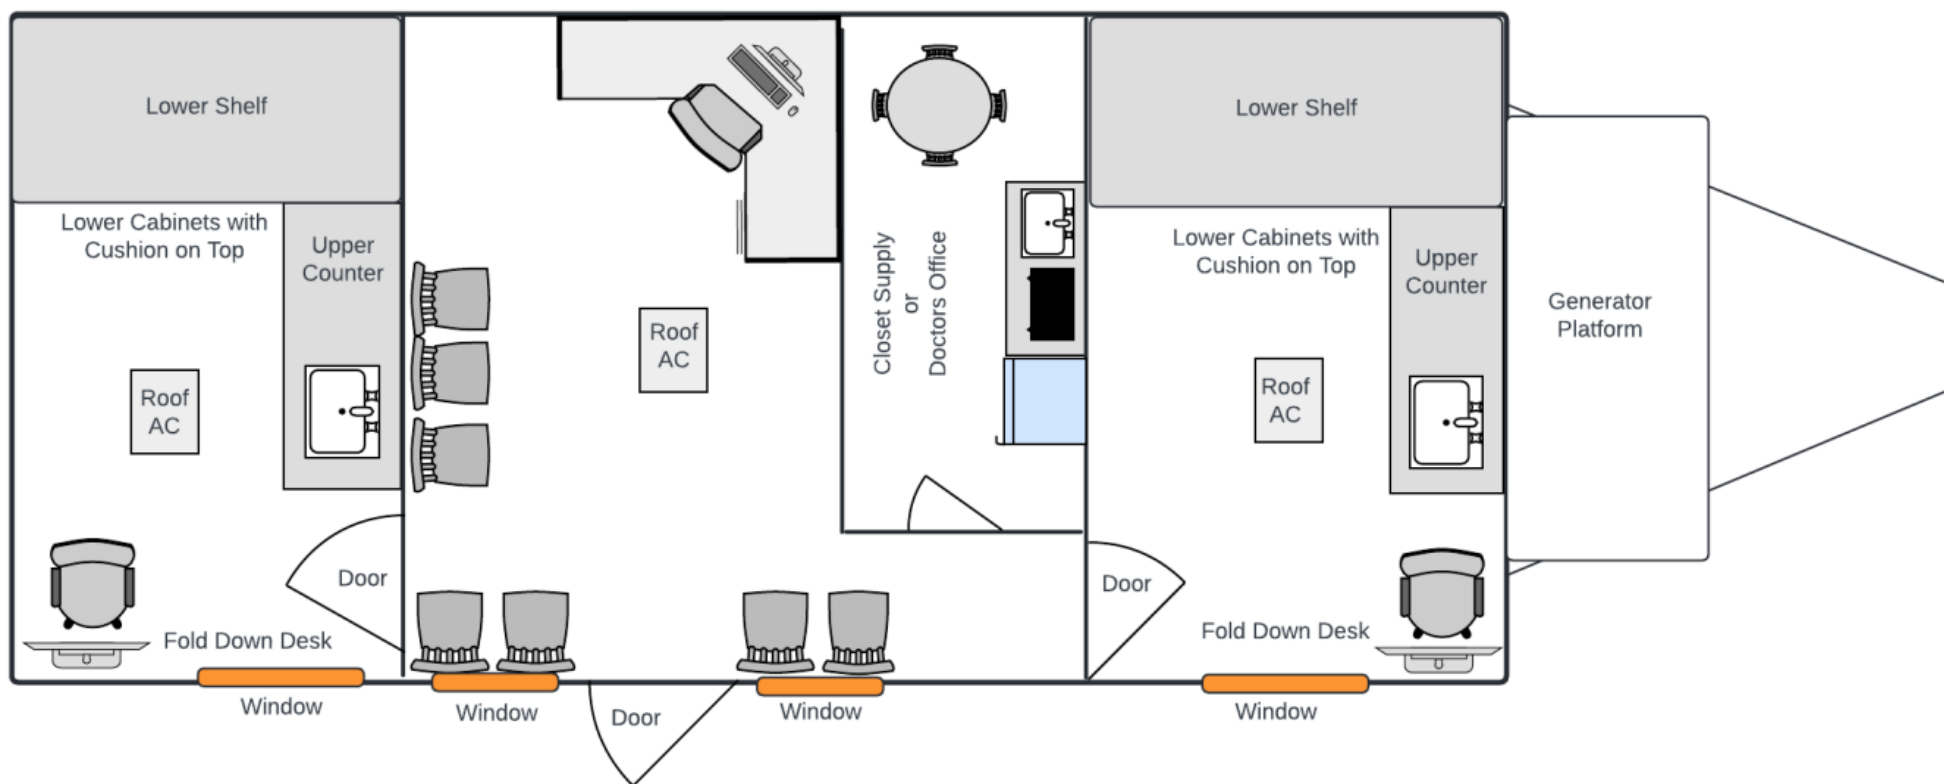 Lower Shelf
Lower Cabinets with
Cushion on Top
Upper
Counter
Roof
AC
Door
Fold Down Desk
Window
Roof
AC
Window
Door
Window
Closet Supply
or
Doctors Office
Lower Shelf
Lower Cabinets with
Cushion on Top
Upper
Counter
Roof
AC
Door
Fold Down Desk
Window
Generator
Platform